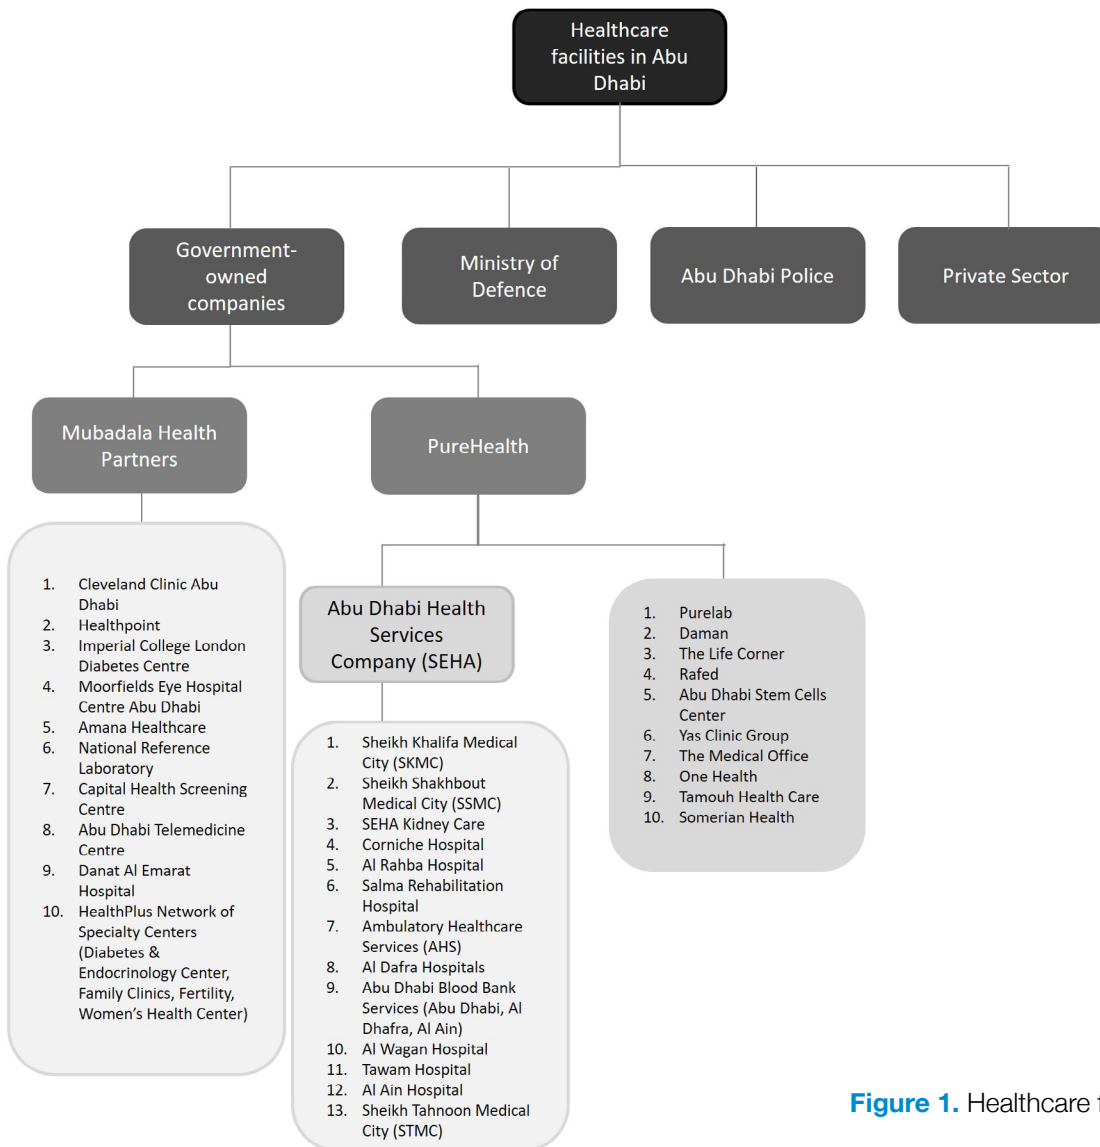 Healthcare
facilities in Abu
Dhabi
Government-
owned
companies
Ministry of
Defence
Abu Dhabi Police
Private Sector
Mubadala Health
Partners
PureHealth
1. Cleveland Clinic Abu
Dhabi
2. Healthpoint
3. Imperial College London
Diabetes Centre
4. Moorfields Eye Hospital
Centre Abu Dhabi
5. Amana Healthcare
6. National Reference
Laboratory
7. Capital Health Screening
Centre
8. Abu Dhabi Telemedicine
Centre
9. Danat Al Emarat
Hospital
10. HealthPlus Network of
Specialty Centers
(Diabetes &
Endocrinology Center,
Family Clinics, Fertility,
Women's Health Center)
Abu Dhabi Health
Services
Company (SEHA)
1. Sheikh Khalifa Medical
City (SKMC)
2. Sheikh Shakhbout
Medical City (SSMC)
3. SEHA Kidney Care
4. Corniche Hospital
5. Al Rahba Hospital
6. Salma Rehabilitation
Hospital
7. Ambulatory Healthcare
Services (AHS)
8. Al Dafra Hospitals
9. Abu Dhabi Blood Bank
Services (Abu Dhabi, Al
Dhafra, Al Ain)
10. Al Wagan Hospital
11. Tawam Hospital
12. Al Ain Hospital
13. Sheikh Tahnoon Medical
City (STMC)
1. Purelab
2. Daman
3. The Life Corner
4. Rafed
5. Abu Dhabi Stem Cells
Center
6. Yas Clinic Group
7. The Medical Office
8. One Health
9. Tamouh Health Care
10. Somerian Health
Figure 1. Healthcare